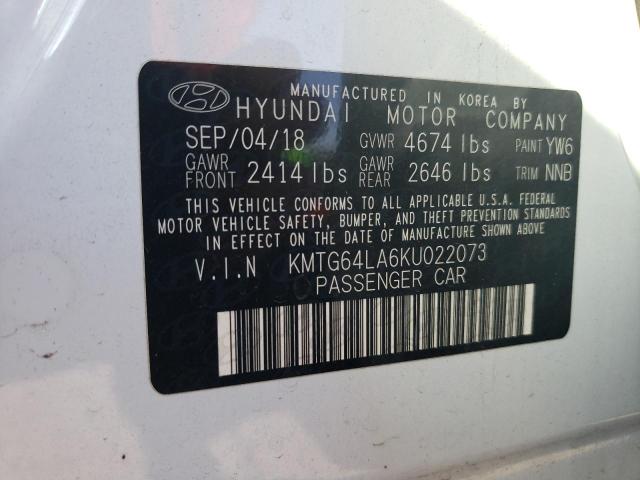 MANUFACTURED IN KOREA BY
HYUNDAI MOTOR COMPANY
SEP/04/18 GVWR 4674 lbs PAINT YW6
GAWR FRONT 2414 lbs GAWR REAR 2646 lbs TRIM NNB
THIS VEHICLE CONFORMS TO ALL APPLICABLE U.S.A. FEDERAL
MOTOR VEHICLE SAFETY, BUMPER, AND THEFT PREVENTION STANDARDS
IN EFFECT ON THE DATE OF MANUFACTURE SHOWN ABOVE
V.I.N KMTG64LA6KU022073
PASSENGER CAR